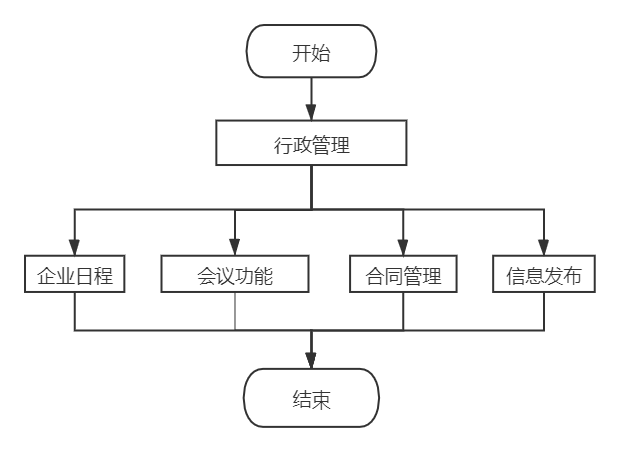 开始
行政管理
企业日程
会议功能
合同管理
信息发布
结束